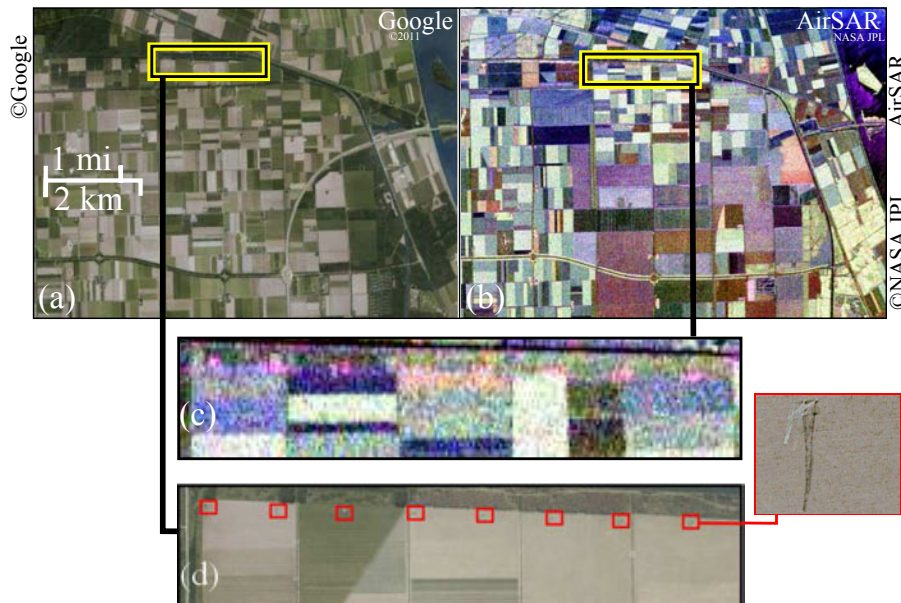 ©Google
Google
©2011
1 mi
2 km
(a)
AirSAR
NASA JPL
(b)
AirSAR
©NASA JPL
(c)
(d)